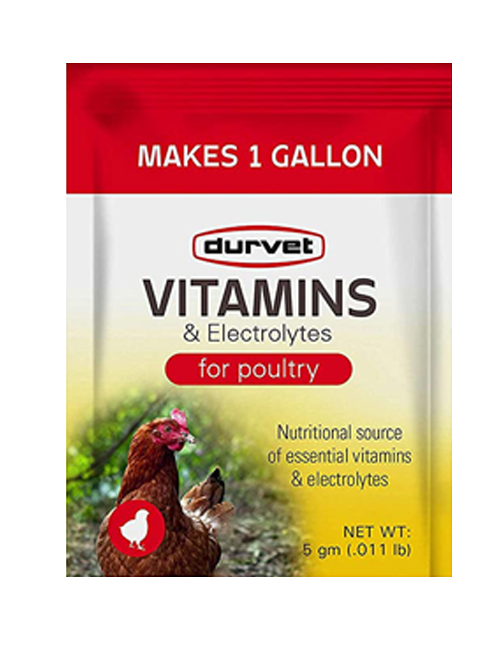 MAKES 1 GALLON
durvet
VITAMINS
& Electrolytes
for poultry
Nutritional source
of essential vitamins
& electrolytes
NET WT:
5 gm (.011 lb)